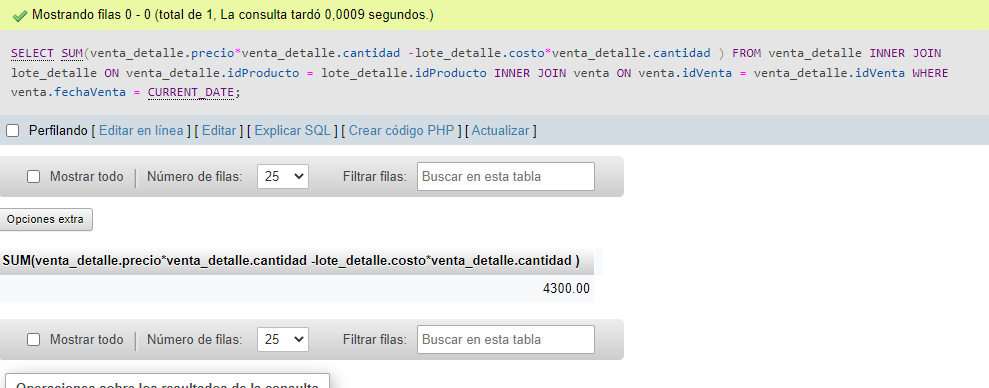 Mostrando filas 0 - 0 (total de 1, La consulta tardó 0,0009 segundos.)
SELECT SUM(venta_detalle.precio*venta_detalle.cantidad -lote_detalle.costo*venta_detalle.cantidad ) FROM venta_detalle INNER JOIN
lote_detalle ON venta_detalle.idProducto = lote_detalle.idProducto INNER JOIN venta ON venta.idVenta = venta_detalle.idVenta WHERE
venta.fechaVenta = CURRENT_DATE;
Perfilando [ Editar en línea ] [ Editar ] [ Explicar SQL ] [ Crear código PHP ] [ Actualizar ]
Mostrar todo | Número de filas: 25 Filtrar filas: Buscar en esta tabla
Opciones extra
SUM(venta_detalle.precio*venta_detalle.cantidad -lote_detalle.costo*venta_detalle.cantidad )
4300.00
Mostrar todo | Número de filas: 25 Filtrar filas: Buscar en esta tabla
Operaciones sobre los resultados de la consulta